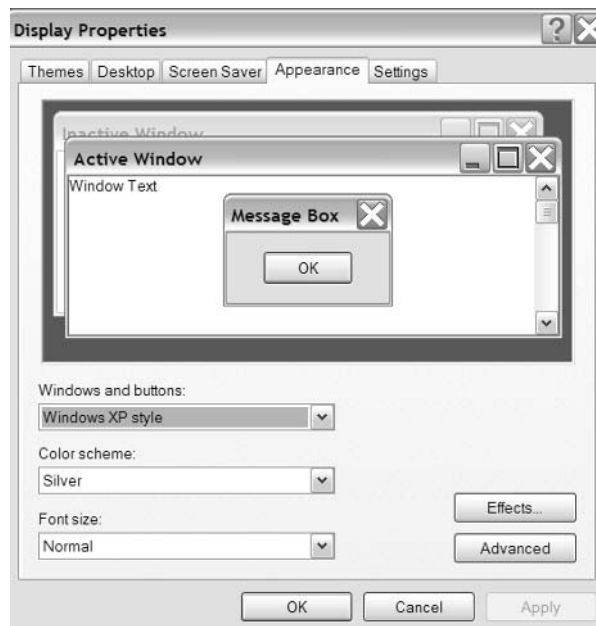 Display Properties
Themes Desktop Screen Saver Appearance Settings
Inactive Window
Active Window
Window Text
Message Box
OK
Windows and buttons:
Windows XP style
Color scheme:
Silver
Font size:
Normal
Effects...
Advanced
OK Cancel Apply